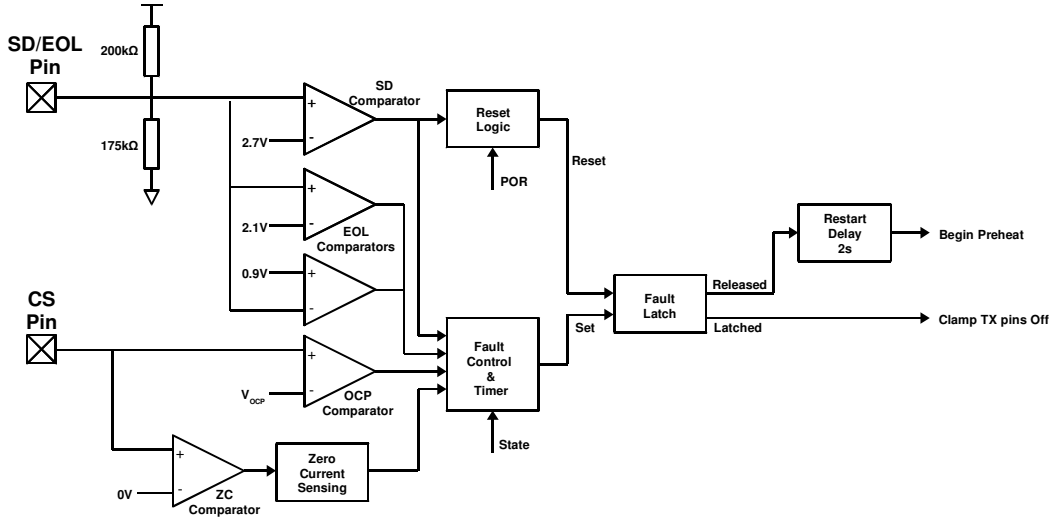 200kΩ
SD/EOL
Pin
175kΩ
SD
Comparator
+
-
2.7V
Reset
Logic
POR
Reset
+
-
2.1V
EOL
Comparators
0.9V
+
-
Restart
Delay
2s
Begin Preheat
Fault
Latch
Released
Latched
Clamp TX pins Off
Set
CS
Pin
+
-
VOCP
OCP
Comparator
Fault
Control
&
Timer
State
+
-
0V
ZC
Comparator
Zero
Current
Sensing